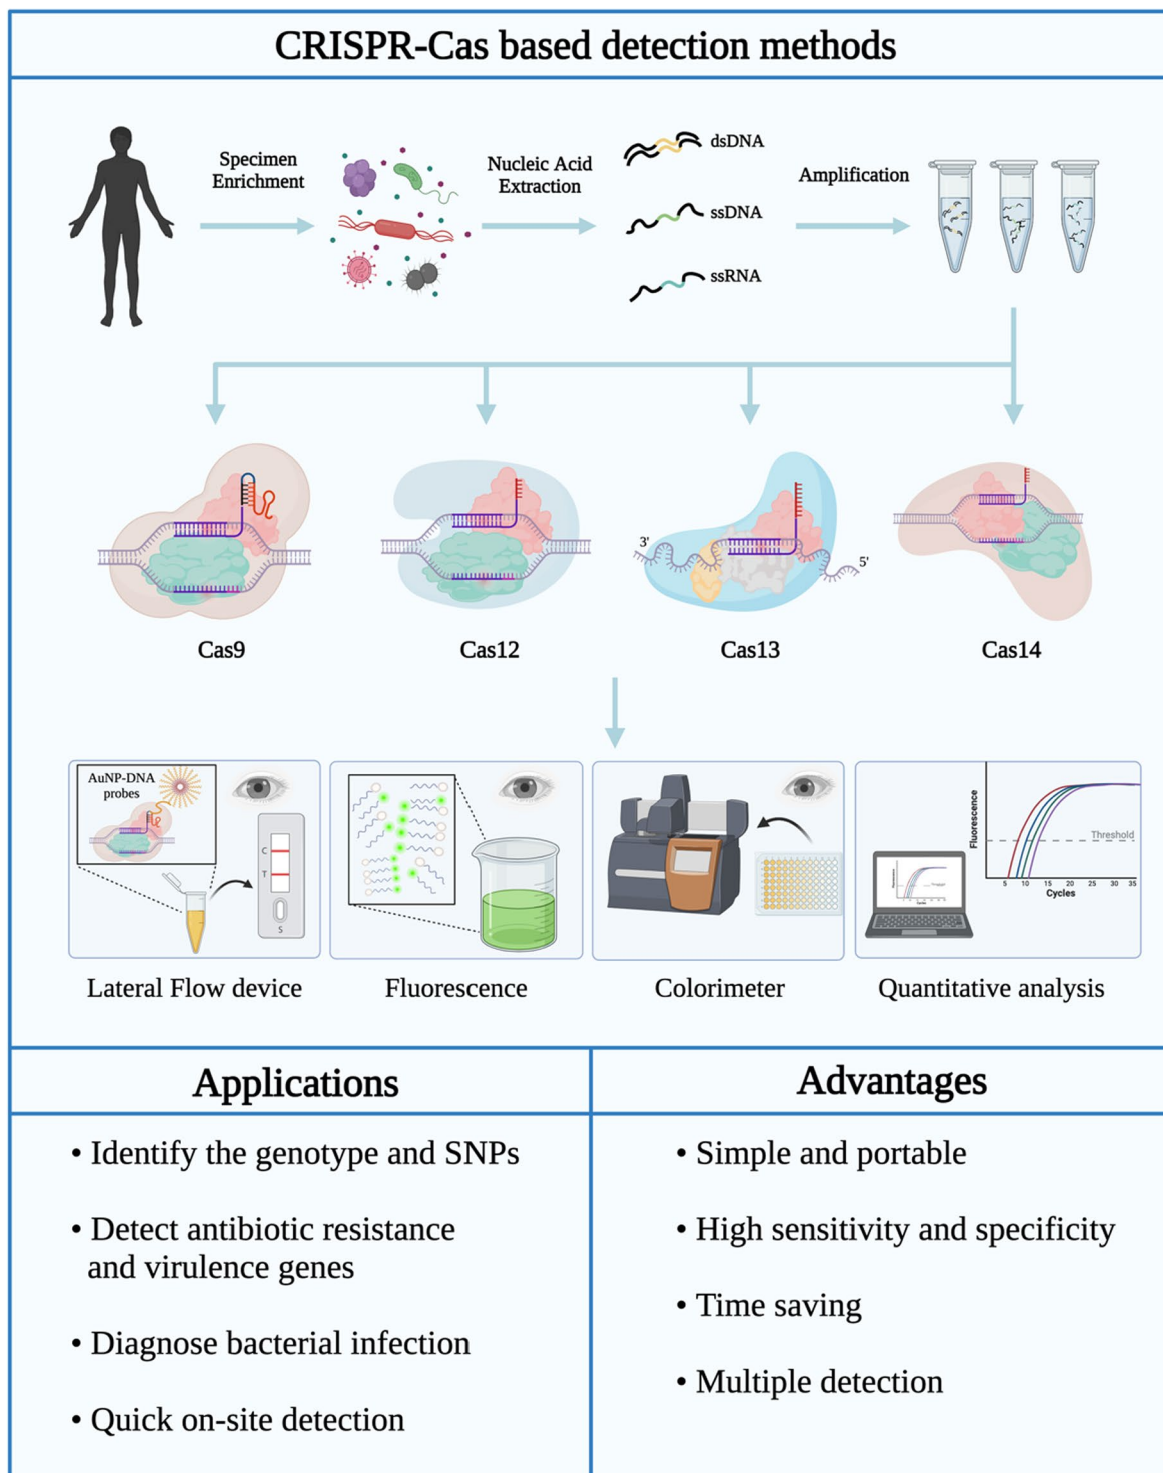 CRISPR-Cas based detection methods
Specimen
Enrichment
Nucleic Acid
Extraction
dsDNA
ssDNA
ssRNA
Amplification
3'
5'
Cas9
Cas12
Cas13
Cas14
AuNP-DNA
probes
C
T
S
Fluorescence
Threshold
5 10 15 20 25 30 35
Cycles
Lateral Flow device
Fluorescence
Colorimeter
Quantitative analysis
Applications
• Identify the genotype and SNPs
• Detect antibiotic resistance
and virulence genes
• Diagnose bacterial infection
• Quick on-site detection
Advantages
• Simple and portable
• High sensitivity and specificity
• Time saving
• Multiple detection